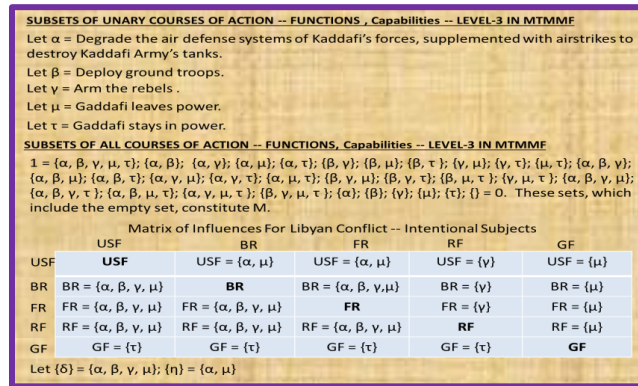 SUBSETS OF UNARY COURSES OF ACTION -- FUNCTIONS , Capabilities -- LEVEL-3 IN MTMMF
Let α = Degrade the air defense systems of Kaddafi's forces, supplemented with airstrikes to
destroy Kaddafi Army's tanks.
Let β = Deploy ground troops.
Let γ = Arm the rebels .
Let μ = Gaddafi leaves power.
Let τ = Gaddafi stays in power.
SUBSETS OF ALL COURSES OF ACTION -- FUNCTIONS, Capabilities -- LEVEL-3 IN MTMMF
1 = {α, β, γ, μ, τ}; {α, β}; {α, γ}; {α, μ}; {α, τ}; {β, γ}; {β, μ}; {β, τ }; {γ, μ}; {γ, τ}; {μ, τ}; {α, β, γ};
{α, β, μ}; {α, β, τ}; {α, γ, μ}; {α, γ, τ}; {α, μ, τ}; {β, γ, μ}; {β, γ, τ}; {β, μ, τ }; {γ, μ, τ }; {α, β, γ, μ};
{α, β, γ, τ }; {α, β, μ, τ}; {α, γ, μ, τ }; {β, γ, μ, τ }; {α}; {β}; {γ}; {μ}; {τ}; {} = 0. These sets, which
include the empty set, constitute M.
Matrix of Influences For Libyan Conflict -- Intentional Subjects
USF BR FR RF GF
USF USF USF = {α, μ} USF = {α, μ} USF = {γ} USF = {μ}
BR BR = {α, β, γ, μ} BR BR = {α, β, γ,μ} BR = {γ} BR = {μ}
FR FR = {α, β, γ, μ} FR = {α, β, γ, μ} FR FR = {γ} FR = {μ}
RF RF = {α, β, γ, μ} RF = {α, β, γ, μ} RF = {α, β, γ, μ} RF RF = {μ}
GF GF = {τ} GF = {τ} GF = {τ} GF = {τ} GF
Let {δ} = {α, β, γ, μ}; {η} = {α, μ}